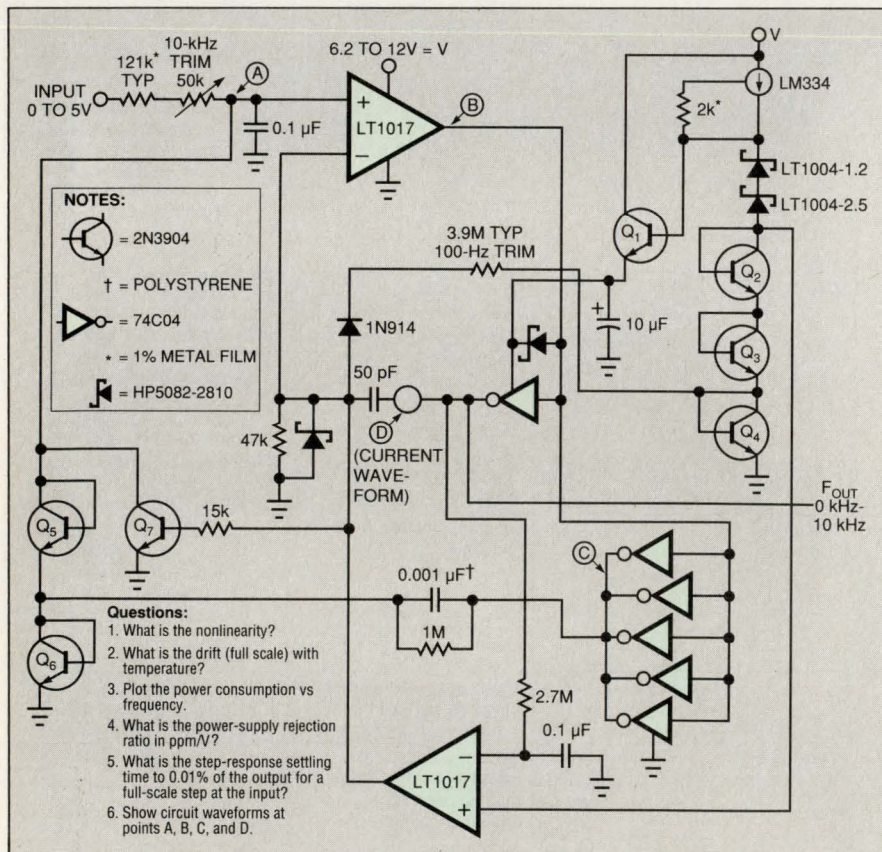 V
121k*
TYP
10-kHz
TRIM
50k
A
6.2 TO 12V = V
INPUT
0 TO 5V
+
LT1017
−
B
LM334
2k*
0.1 µF
LT1004-1.2
LT1004-2.5
NOTES:
= 2N3904
† = POLYSTYRENE
= 74C04
* = 1% METAL FILM
= HP5082-2810
3.9M TYP
100-Hz TRIM
Q1
Q2
+
10 µF
1N914
Q3
50 pF
Q4
47k
D
(CURRENT
WAVE-
FORM)
FOUT
0 kHz-
10 kHz
Q5
Q7
15k
C
0.001 µF†
1M
Q6
Questions:
1. What is the nonlinearity?
2. What is the drift (full scale) with
temperature?
3. Plot the power consumption vs
frequency.
4. What is the power-supply rejection
ratio in ppm/V?
5. What is the step-response settling
time to 0.01% of the output for a
full-scale step at the input?
6. Show circuit waveforms at
points A, B, C, and D.
2.7M
0.1 µF
−
LT1017
+